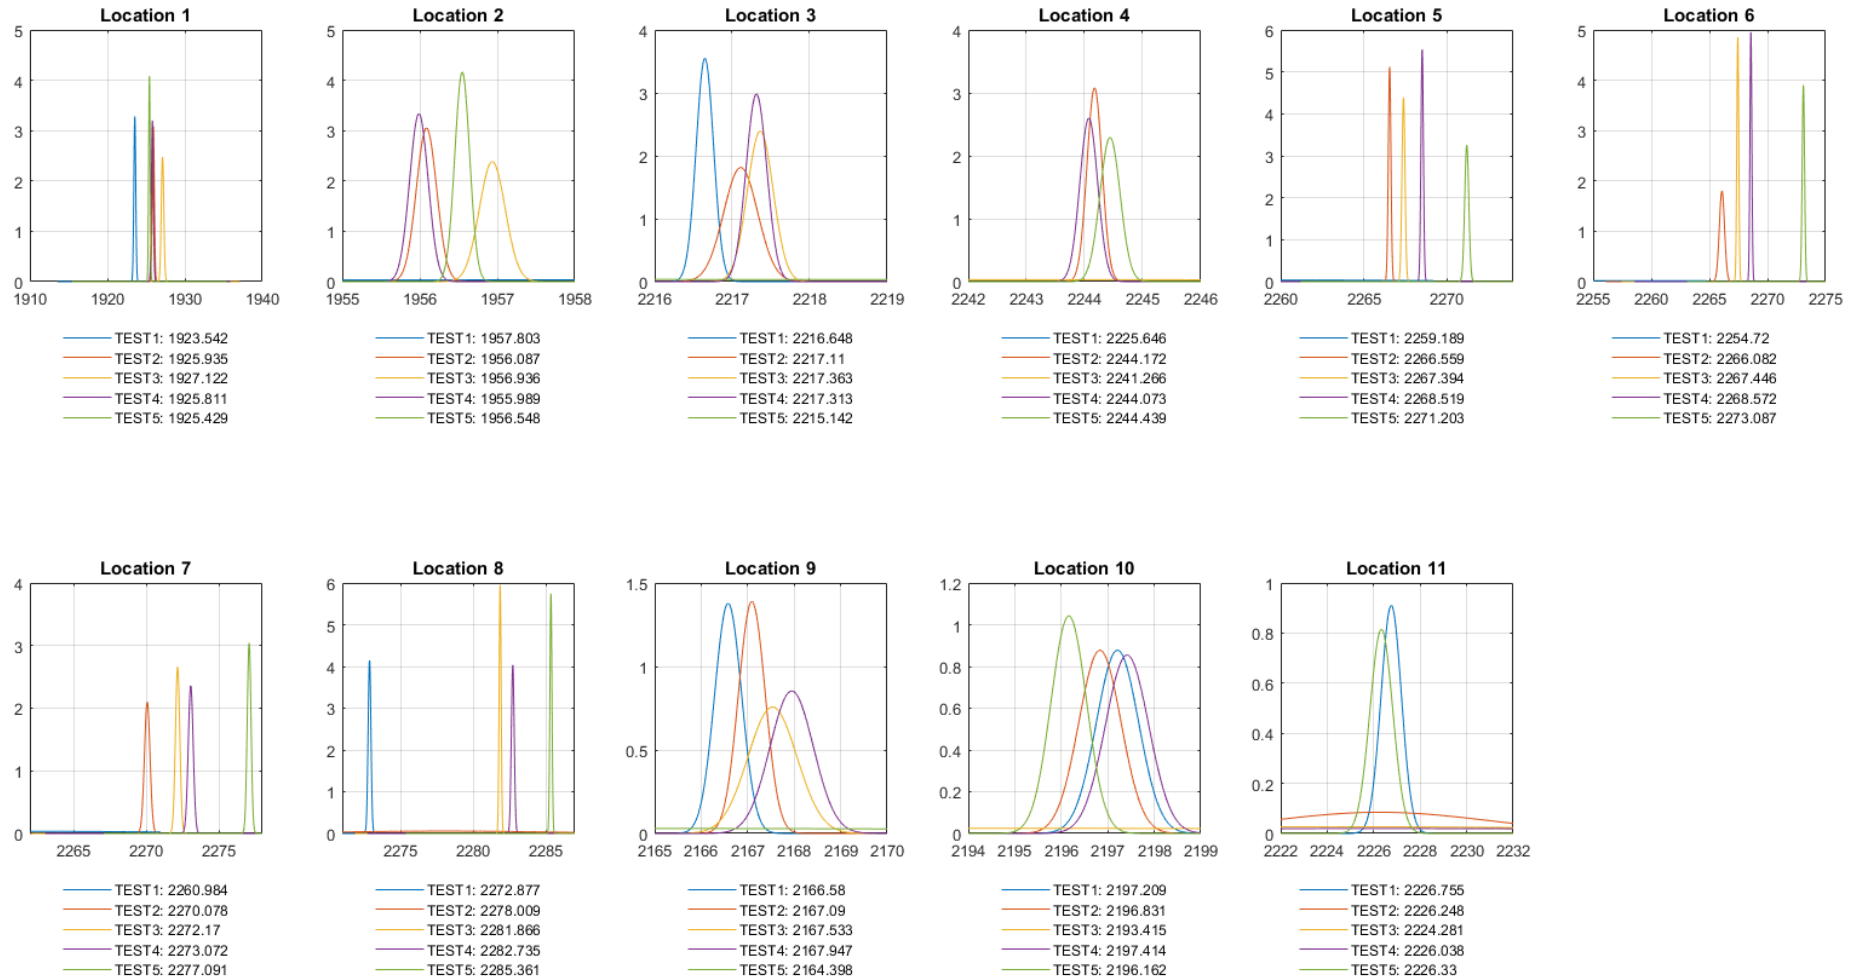 Location 1
5
4
3
2
1
0
1910 1920 1930 1940
TEST1: 1923.542
TEST2: 1925.935
TEST3: 1927.122
TEST4: 1925.811
TEST5: 1925.429
Location 2
5
4
3
2
1
0
1955 1956 1957 1958
TEST1: 1957.803
TEST2: 1956.087
TEST3: 1956.936
TEST4: 1955.989
TEST5: 1956.548
Location 3
4
3
2
1
0
2216 2217 2218 2219
TEST1: 2216.648
TEST2: 2217.11
TEST3: 2217.363
TEST4: 2217.313
TEST5: 2215.142
Location 4
4
3
2
1
0
2242 2243 2244 2245 2246
TEST1: 2225.646
TEST2: 2244.172
TEST3: 2241.266
TEST4: 2244.073
TEST5: 2244.439
Location 5
6
5
4
3
2
1
0
2260 2265 2270
TEST1: 2259.189
TEST2: 2266.559
TEST3: 2267.394
TEST4: 2268.519
TEST5: 2271.203
Location 6
5
4
3
2
1
0
2255 2260 2265 2270 2275
TEST1: 2254.72
TEST2: 2266.082
TEST3: 2267.446
TEST4: 2268.572
TEST5: 2273.087
Location 7
4
3
2
1
0
2265 2270 2275
TEST1: 2260.984
TEST2: 2270.078
TEST3: 2272.17
TEST4: 2273.072
TEST5: 2277.091
Location 8
6
5
4
3
2
1
0
2275 2280 2285
TEST1: 2272.877
TEST2: 2278.009
TEST3: 2281.866
TEST4: 2282.735
TEST5: 2285.361
Location 9
1.5
1
0.5
0
2165 2166 2167 2168 2169 2170
TEST1: 2166.58
TEST2: 2167.09
TEST3: 2167.533
TEST4: 2167.947
TEST5: 2164.398
Location 10
1.2
1
0.8
0.6
0.4
0.2
0
2194 2195 2196 2197 2198 2199
TEST1: 2197.209
TEST2: 2196.831
TEST3: 2193.415
TEST4: 2197.414
TEST5: 2196.162
Location 11
1
0.8
0.6
0.4
0.2
0
2222 2224 2226 2228 2230 2232
TEST1: 2226.755
TEST2: 2226.248
TEST3: 2224.281
TEST4: 2226.038
TEST5: 2226.33